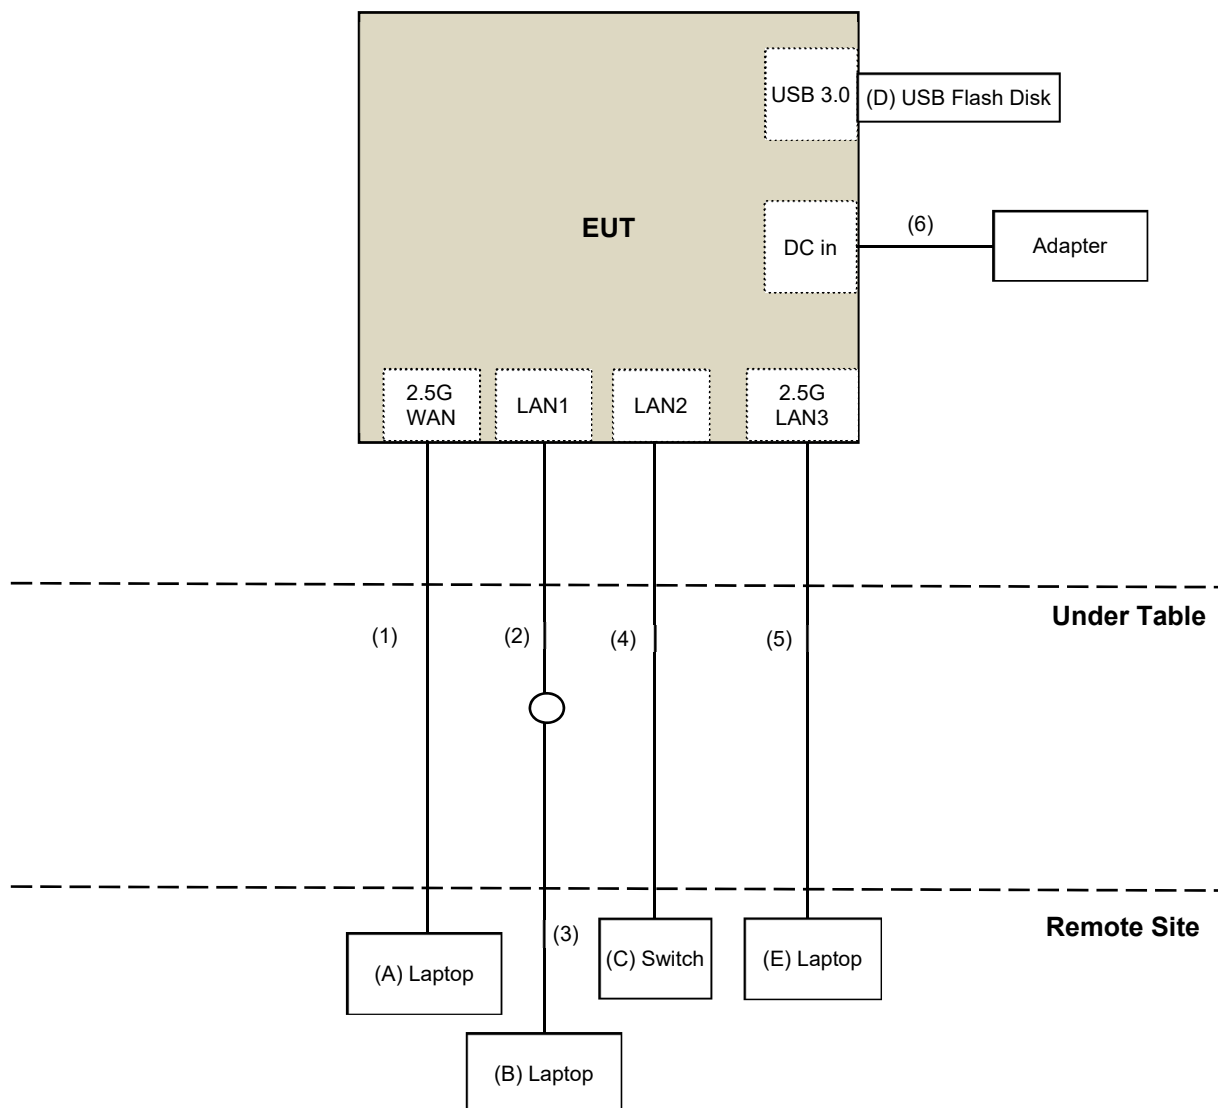 USB 3.0
(D) USB Flash Disk
EUT
(6)
DC in
Adapter
2.5G
WAN
LAN1
LAN2
2.5G
LAN3
Under Table
(1)
(2)
(4)
(5)
Remote Site
(3)
(A) Laptop
(C) Switch
(E) Laptop
(B) Laptop